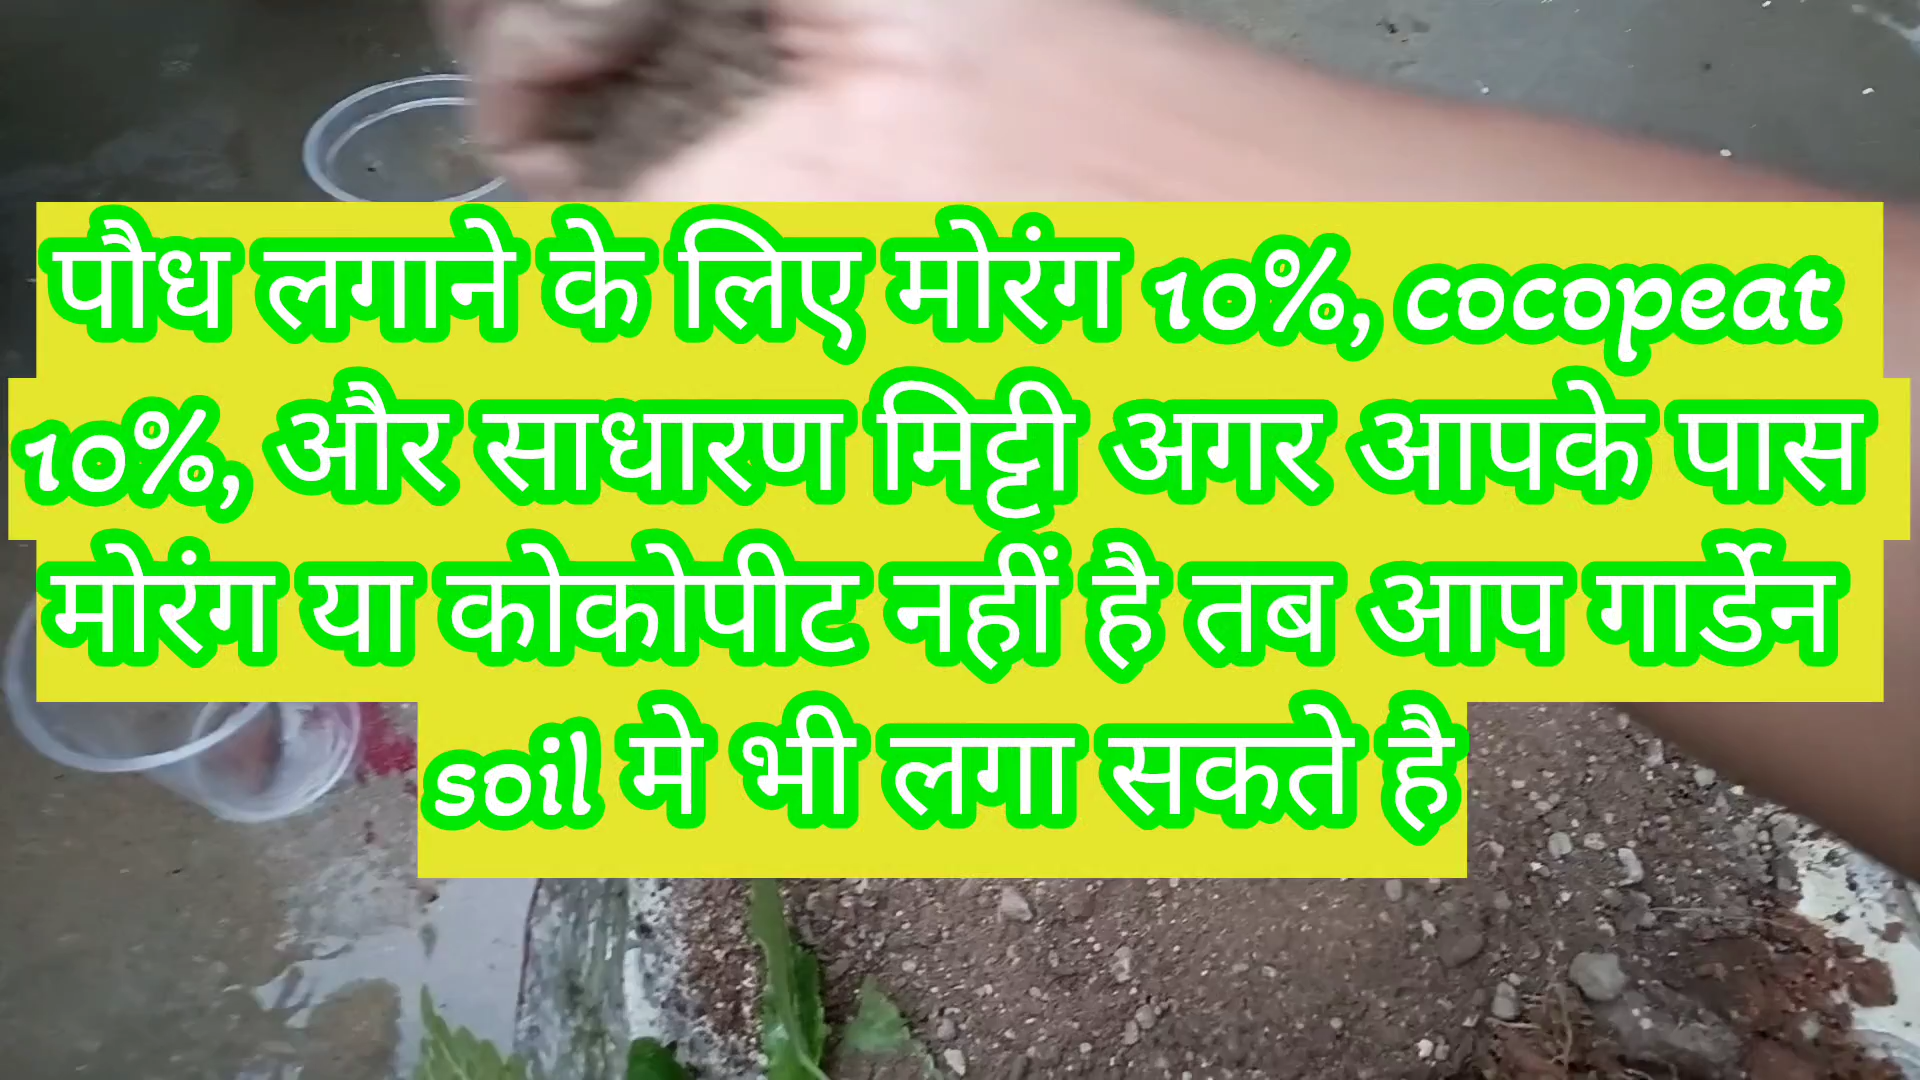 पौध लगाने के लिए मोरंग 10%, cocopeat
10%, और साधारण मिट्टी अगर आपके पास
मोरंग या कोकोपीट नहीं है तब आप गार्डेन
soil मे भी लगा सकते है